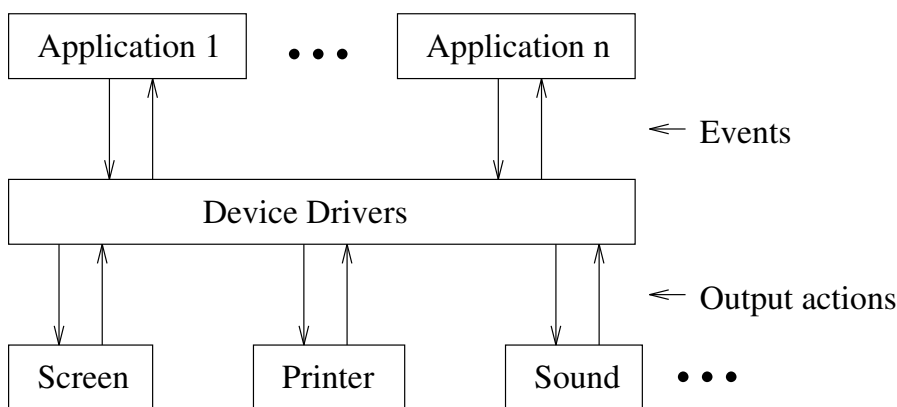 Application 1
Application n
Events
Device Drivers
Output actions
Screen
Printer
Sound